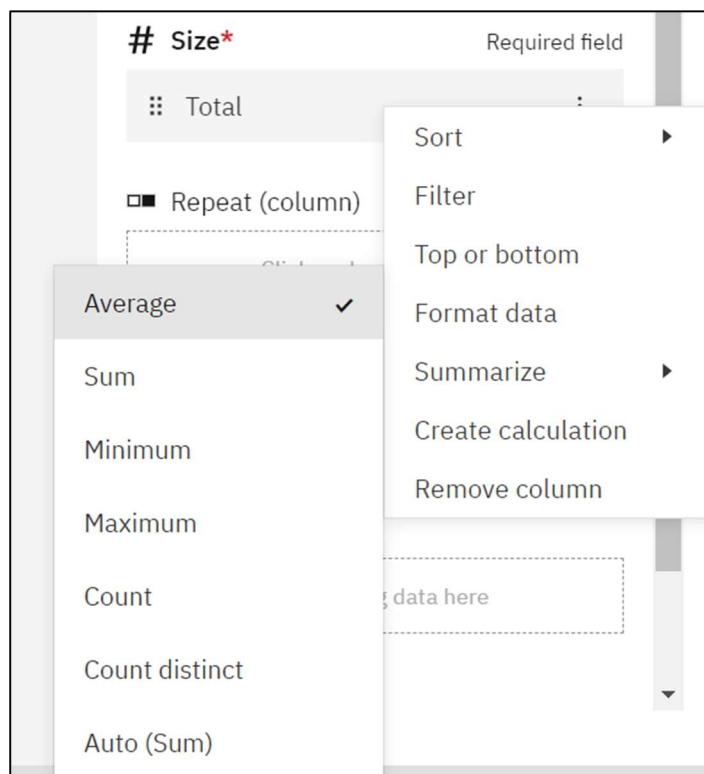 Size* Required field
Total
Sort
Repeat (column)
Filter
Top or bottom
Format data
Summarize
Create calculation
Remove column
Average
Sum
Minimum
Maximum
Count
data here
Count distinct
Auto (Sum)